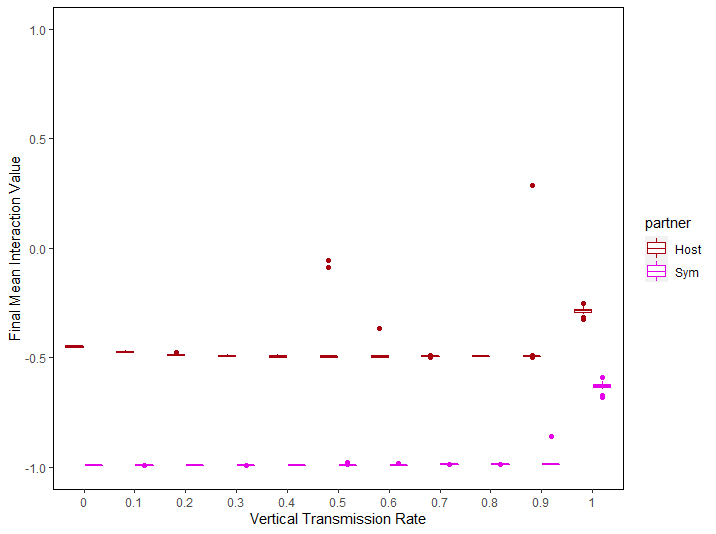 Final Mean Interaction Value
1.0
0.5
0.0
-0.5
-1.0
0 0.1 0.2 0.3 0.4 0.5 0.6 0.7 0.8 0.9 1
Vertical Transmission Rate
partner
Host
Sym